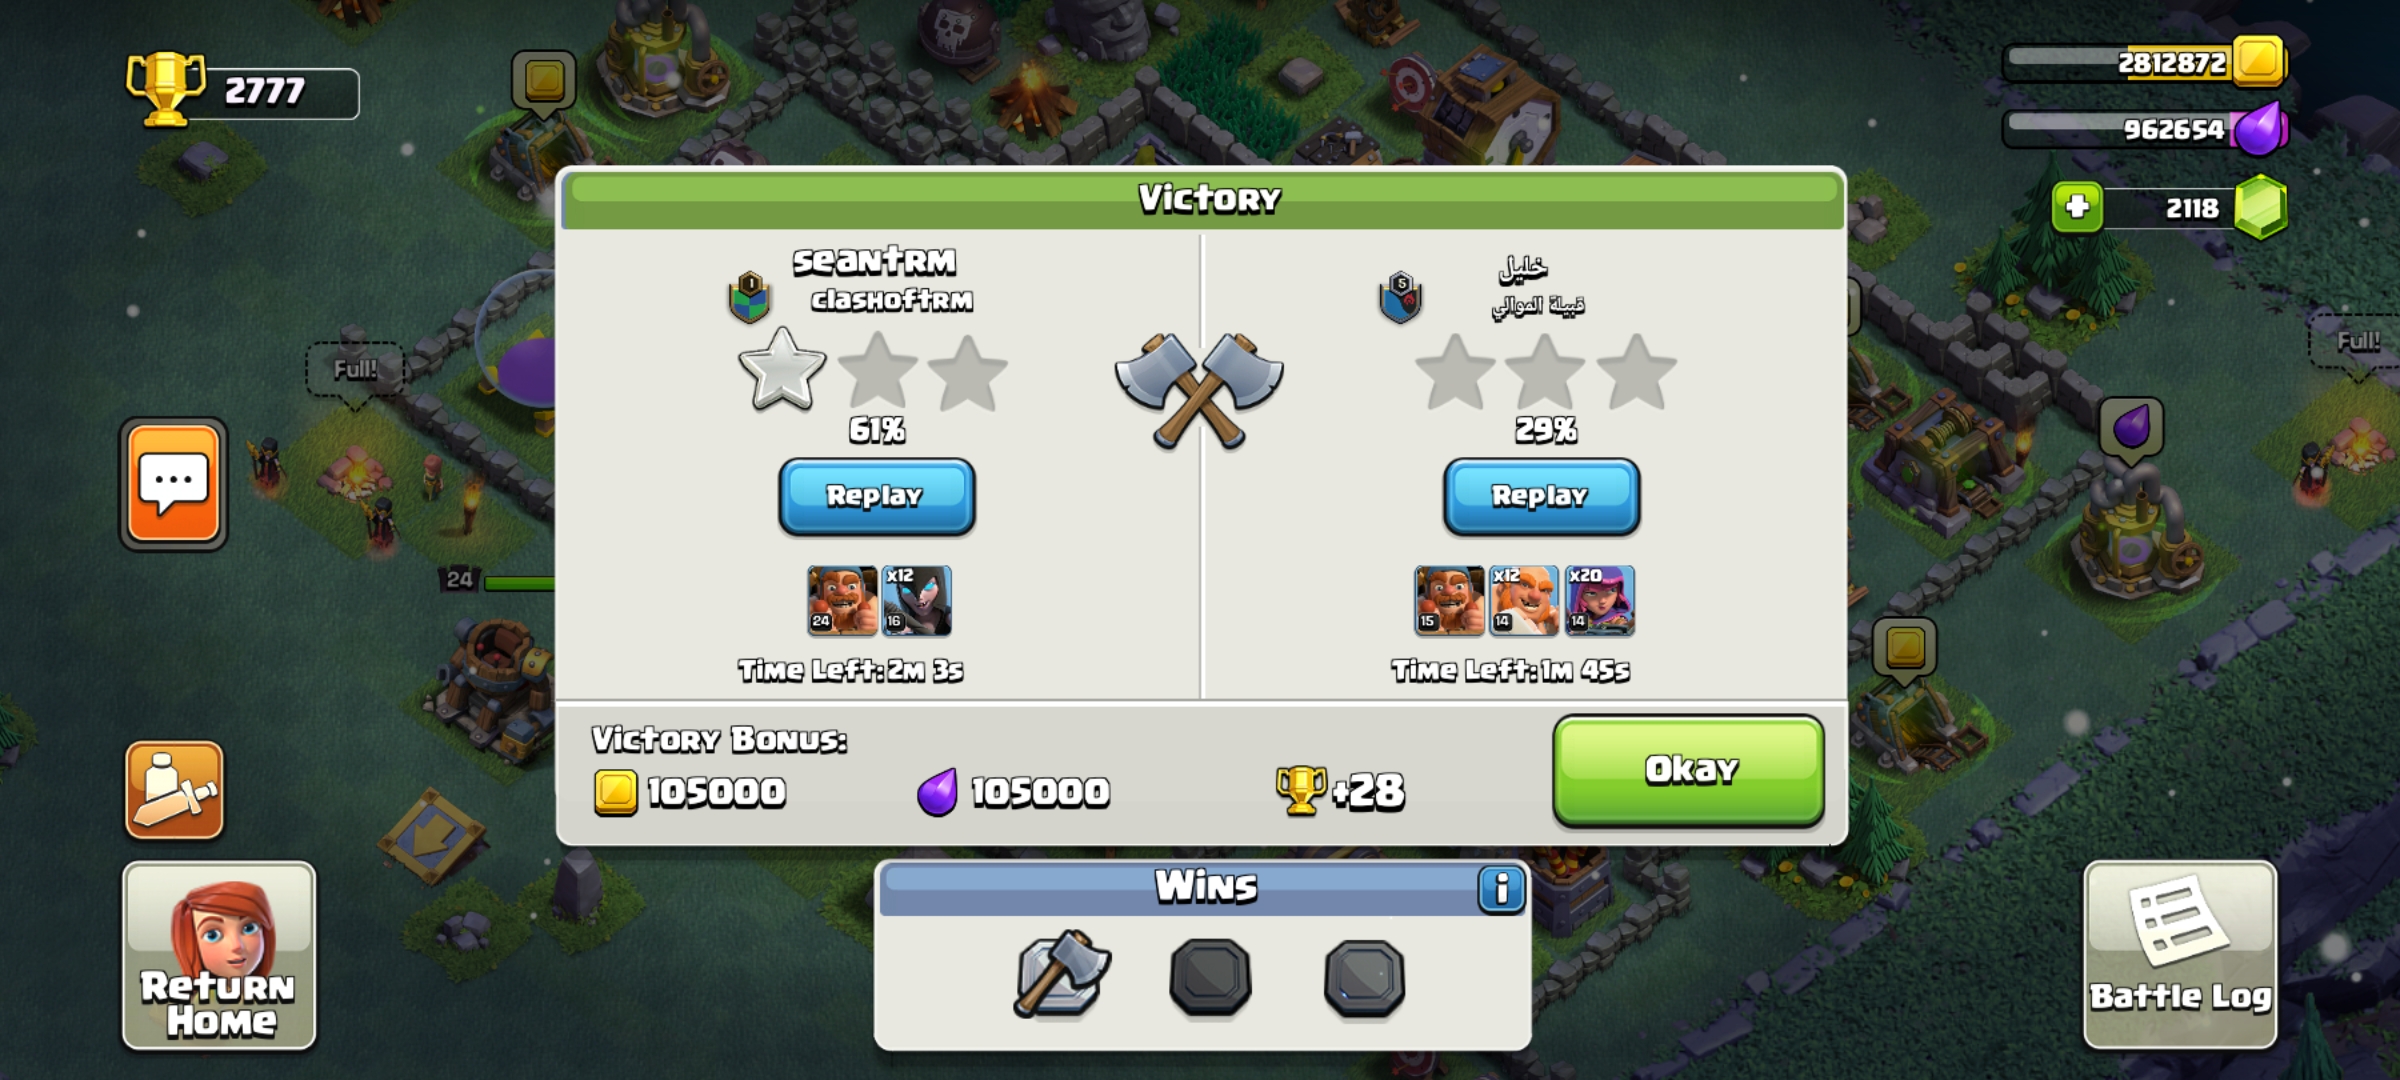 2777
2812872
962654
2118
Victory
seantrm
clashoftrm
1
61%
Replay
24
x12
16
Time Left:2m 3s
خليل
قبيلة الموالي
5
29%
Replay
15
x12
14
x20
14
Time Left:1m 45s
Victory Bonus:
105000
105000
+28
Okay
Wins
i
Full!
Full!
24
Return
Home
Battle Log